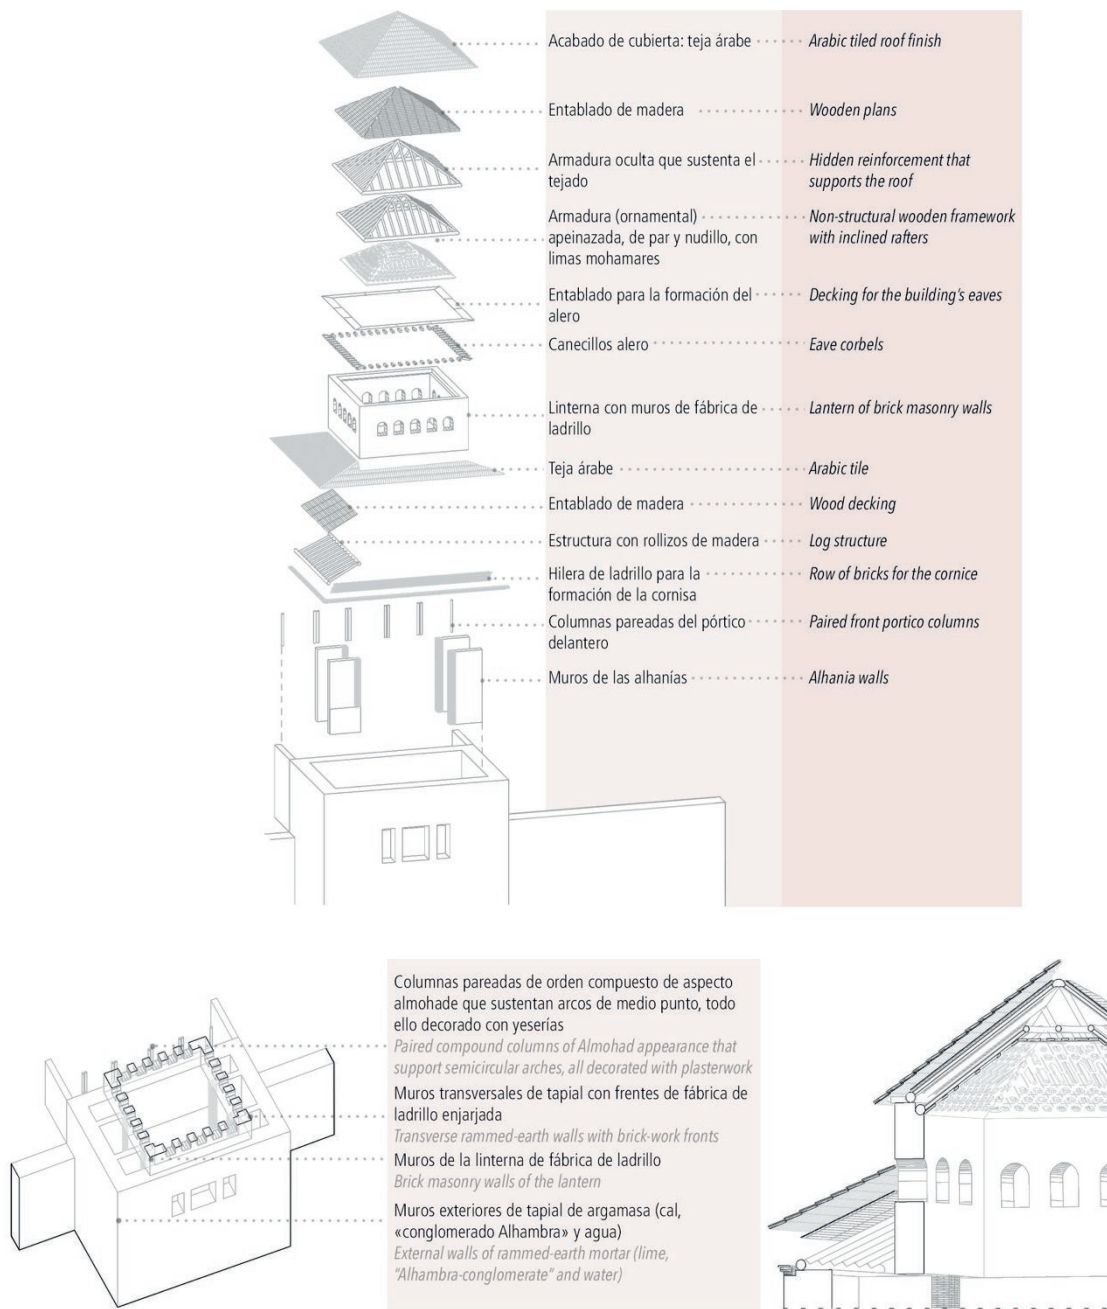 Acabado de cubierta: teja árabe
Arabic tiled roof finish
Entablado de madera
Wooden plans
Armadura oculta que sustenta el
tejado
Hidden reinforcement that
supports the roof
Armadura (ornamental)
apeinazada, de par y nudillo, con
limas mohamares
Non-structural wooden framework
with inclined rafters
Entablado para la formación del
alero
Decking for the building's eaves
Canecillos alero
Eave corbels
Linterna con muros de fábrica de
ladrillo
Lantern of brick masonry walls
Teja árabe
Arabic tile
Entablado de madera
Wood decking
Estructura con rollizos de madera
Log structure
Hilera de ladrillo para la
formación de la cornisa
Row of bricks for the cornice
Columnas pareadas del pórtico
delantero
Paired front portico columns
Muros de las alhanías
Alhania walls
Columnas pareadas de orden compuesto de aspecto
almohade que sustentan arcos de medio punto, todo
ello decorado con yeserías
Paired compound columns of Almohad appearance that
support semicircular arches, all decorated with plasterwork
Muros transversales de tapial con frentes de fábrica de
ladrillo enjarjada
Transverse rammed-earth walls with brick-work fronts
Muros de la linterna de fábrica de ladrillo
Brick masonry walls of the lantern
Muros exteriores de tapial de argamasa (cal,
«conglomerado Alhambra» y agua)
External walls of rammed-earth mortar (lime,
"Alhambra-conglomerate" and water)